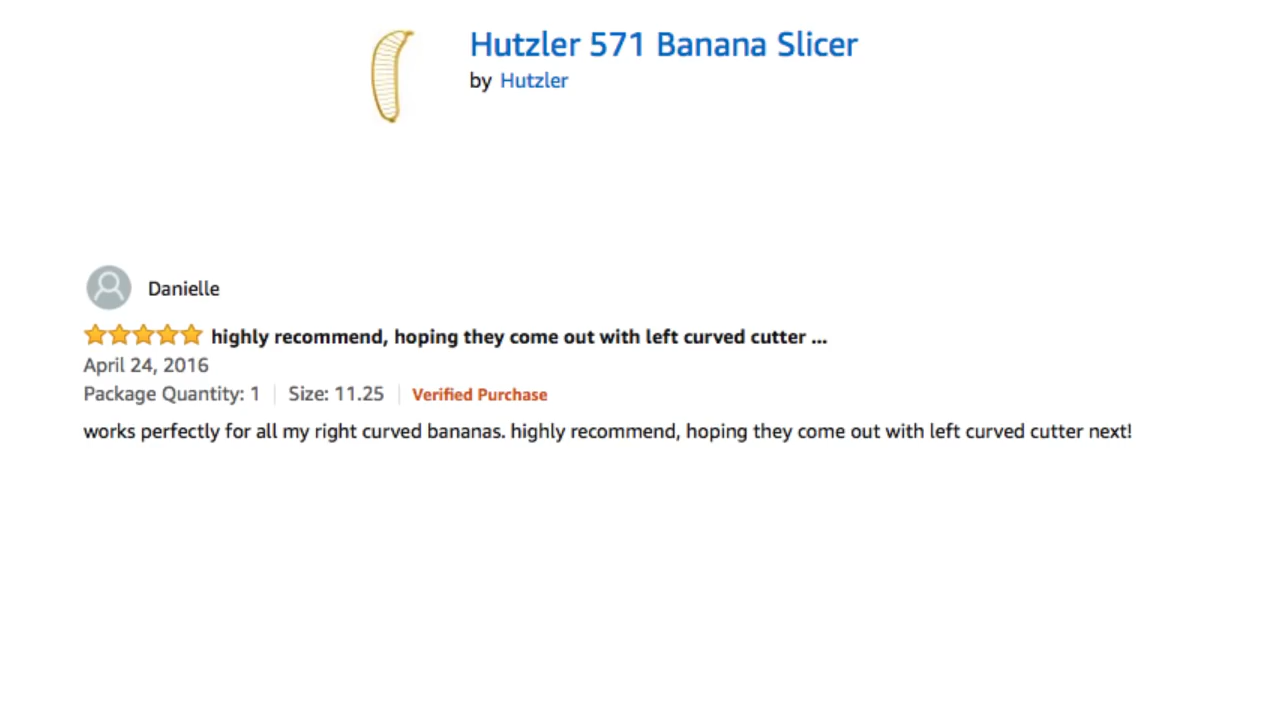 Hutzler 571 Banana Slicer
by Hutzler
Danielle
highly recommend, hoping they come out with left curved cutter ...
April 24, 2016
Package Quantity: 1 | Size: 11.25 | Verified Purchase
works perfectly for all my right curved bananas. highly recommend, hoping they come out with left curved cutter next!